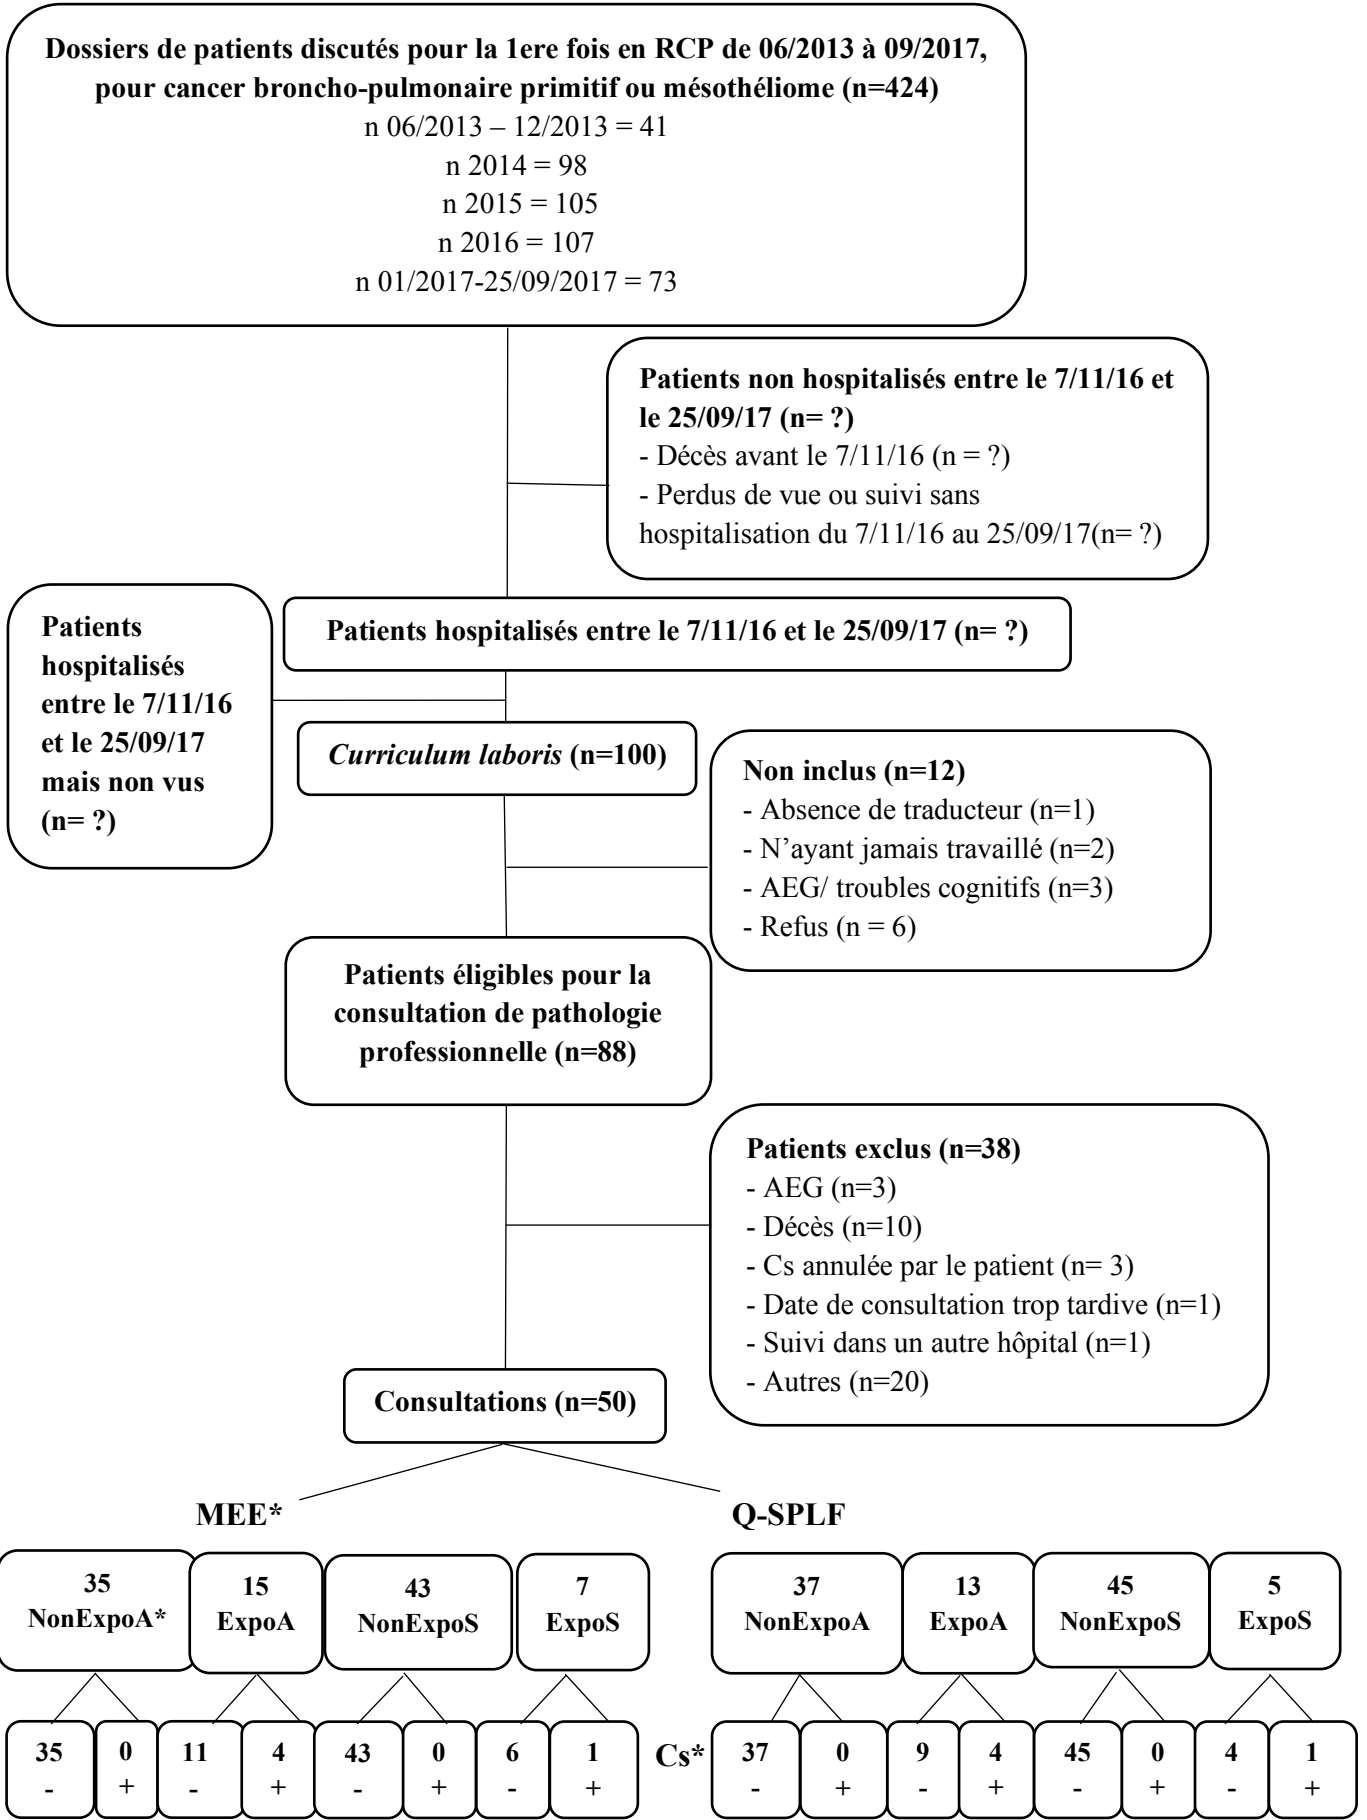 Dossiers de patients discutés pour la 1ere fois en RCP de 06/2013 à 09/2017,
pour cancer broncho-pulmonaire primitif ou mésothéliome (n=424)
n 06/2013 – 12/2013 = 41
n 2014 = 98
n 2015 = 105
n 2016 = 107
n 01/2017-25/09/2017 = 73
Patients non hospitalisés entre le 7/11/16 et
le 25/09/17 (n= ?)
- Décès avant le 7/11/16 (n = ?)
- Perdus de vue ou suivi sans
hospitalisation du 7/11/16 au 25/09/17(n= ?)
Patients hospitalisés entre le 7/11/16 et le 25/09/17 (n= ?)
Patients
hospitalisés
entre le 7/11/16
et le 25/09/17
mais non vus
(n= ?)
Curriculum laboris (n=100)
Non inclus (n=12)
- Absence de traducteur (n=1)
- N’ayant jamais travaillé (n=2)
- AEG/ troubles cognitifs (n=3)
- Refus (n = 6)
Patients éligibles pour la
consultation de pathologie
professionnelle (n=88)
Patients exclus (n=38)
- AEG (n=3)
- Décès (n=10)
- Cs annulée par le patient (n= 3)
- Date de consultation trop tardive (n=1)
- Suivi dans un autre hôpital (n=1)
- Autres (n=20)
Consultations (n=50)
MEE* Q-SPLF
35 15 43 7 37 13 45 5
NonExpoA* ExpoA NonExpoS ExpoS NonExpoA ExpoA NonExpoS ExpoS
35 0 11 4 43 0 6 1 Cs* 37 0 9 4 45 0 4 1
- + - + - + - + - + - + - + - +